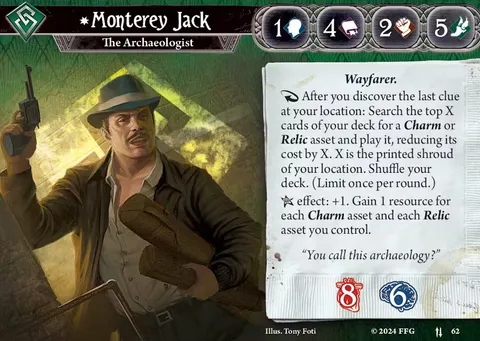 *Monterey Jack
The Archaeologist
1 4 2 5
Wayfarer.
After you discover the last clue
at your location: Search the top X
cards of your deck for a Charm or
Relic asset and play it, reducing its
cost by X. X is the printed shroud
of your location. Shuffle your
deck. (Limit once per round.)
effect: +1. Gain 1 resource for
each Charm asset and each Relic
asset you control.
“You call this archaeology?”
8 6
Illus. Tony Foti
© 2024 FFG
62